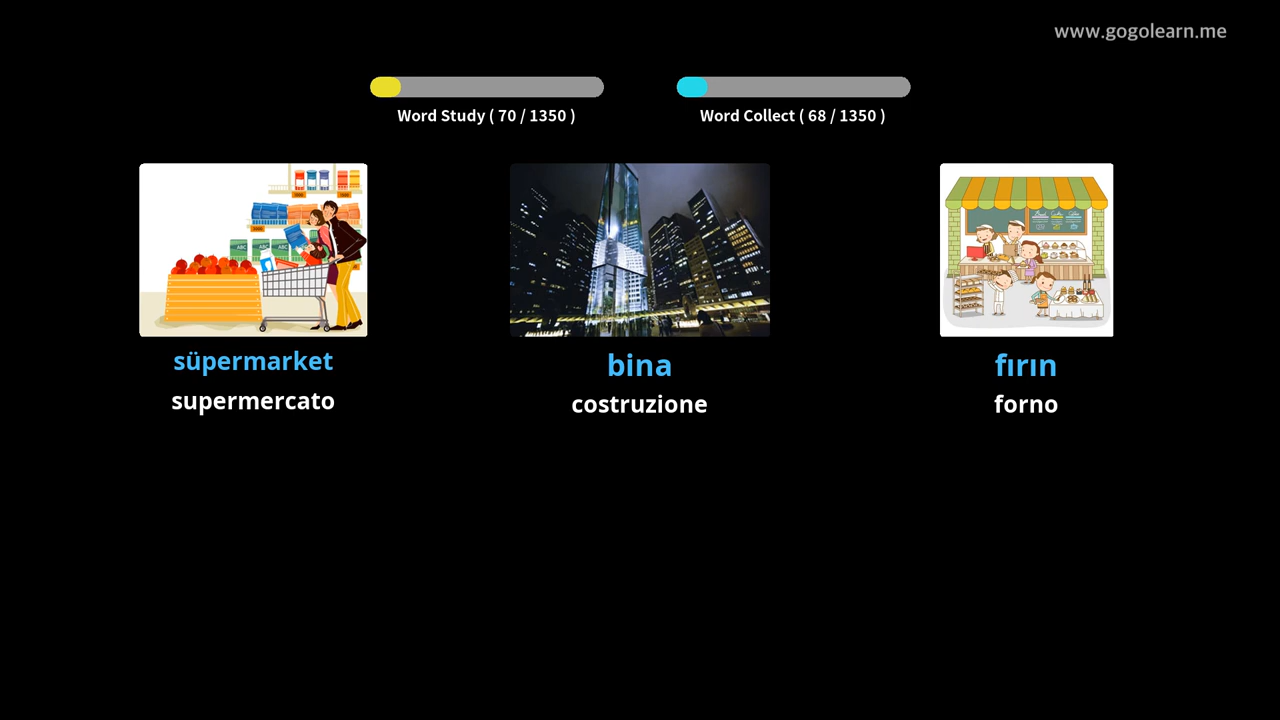 www.gogolearn.me
Word Study ( 70 / 1350 )
Word Collect ( 68 / 1350 )
süpermarket
supermercato
bina
costruzione
fırın
forno